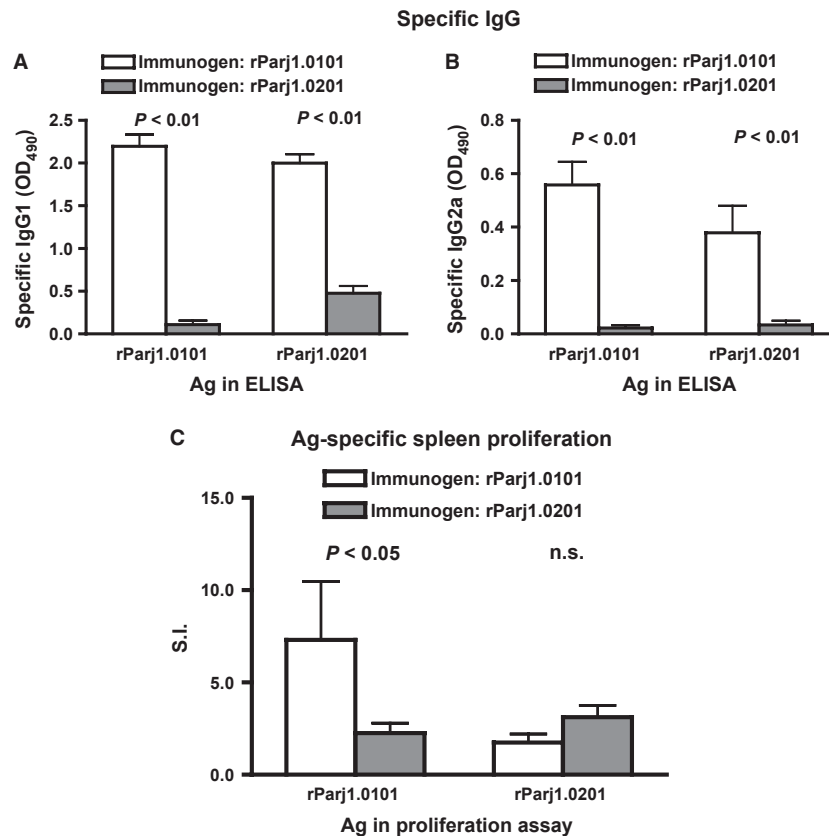 Specific IgG
A
Immunogen: rParj1.0101
Immunogen: rParj1.0201
P < 0.01
P < 0.01
2.5
2.0
1.5
1.0
0.5
0.0
Specific IgG1 (OD490)
rParj1.0101
rParj1.0201
Ag in ELISA
B
Immunogen: rParj1.0101
Immunogen: rParj1.0201
P < 0.01
P < 0.01
0.8
0.6
0.4
0.2
0.0
Specific IgG2a (OD490)
rParj1.0101
rParj1.0201
Ag in ELISA
C
Ag-specific spleen proliferation
Immunogen: rParj1.0101
Immunogen: rParj1.0201
P < 0.05
n.s.
15.0
10.0
5.0
0.0
S.I.
rParj1.0101
rParj1.0201
Ag in proliferation assay